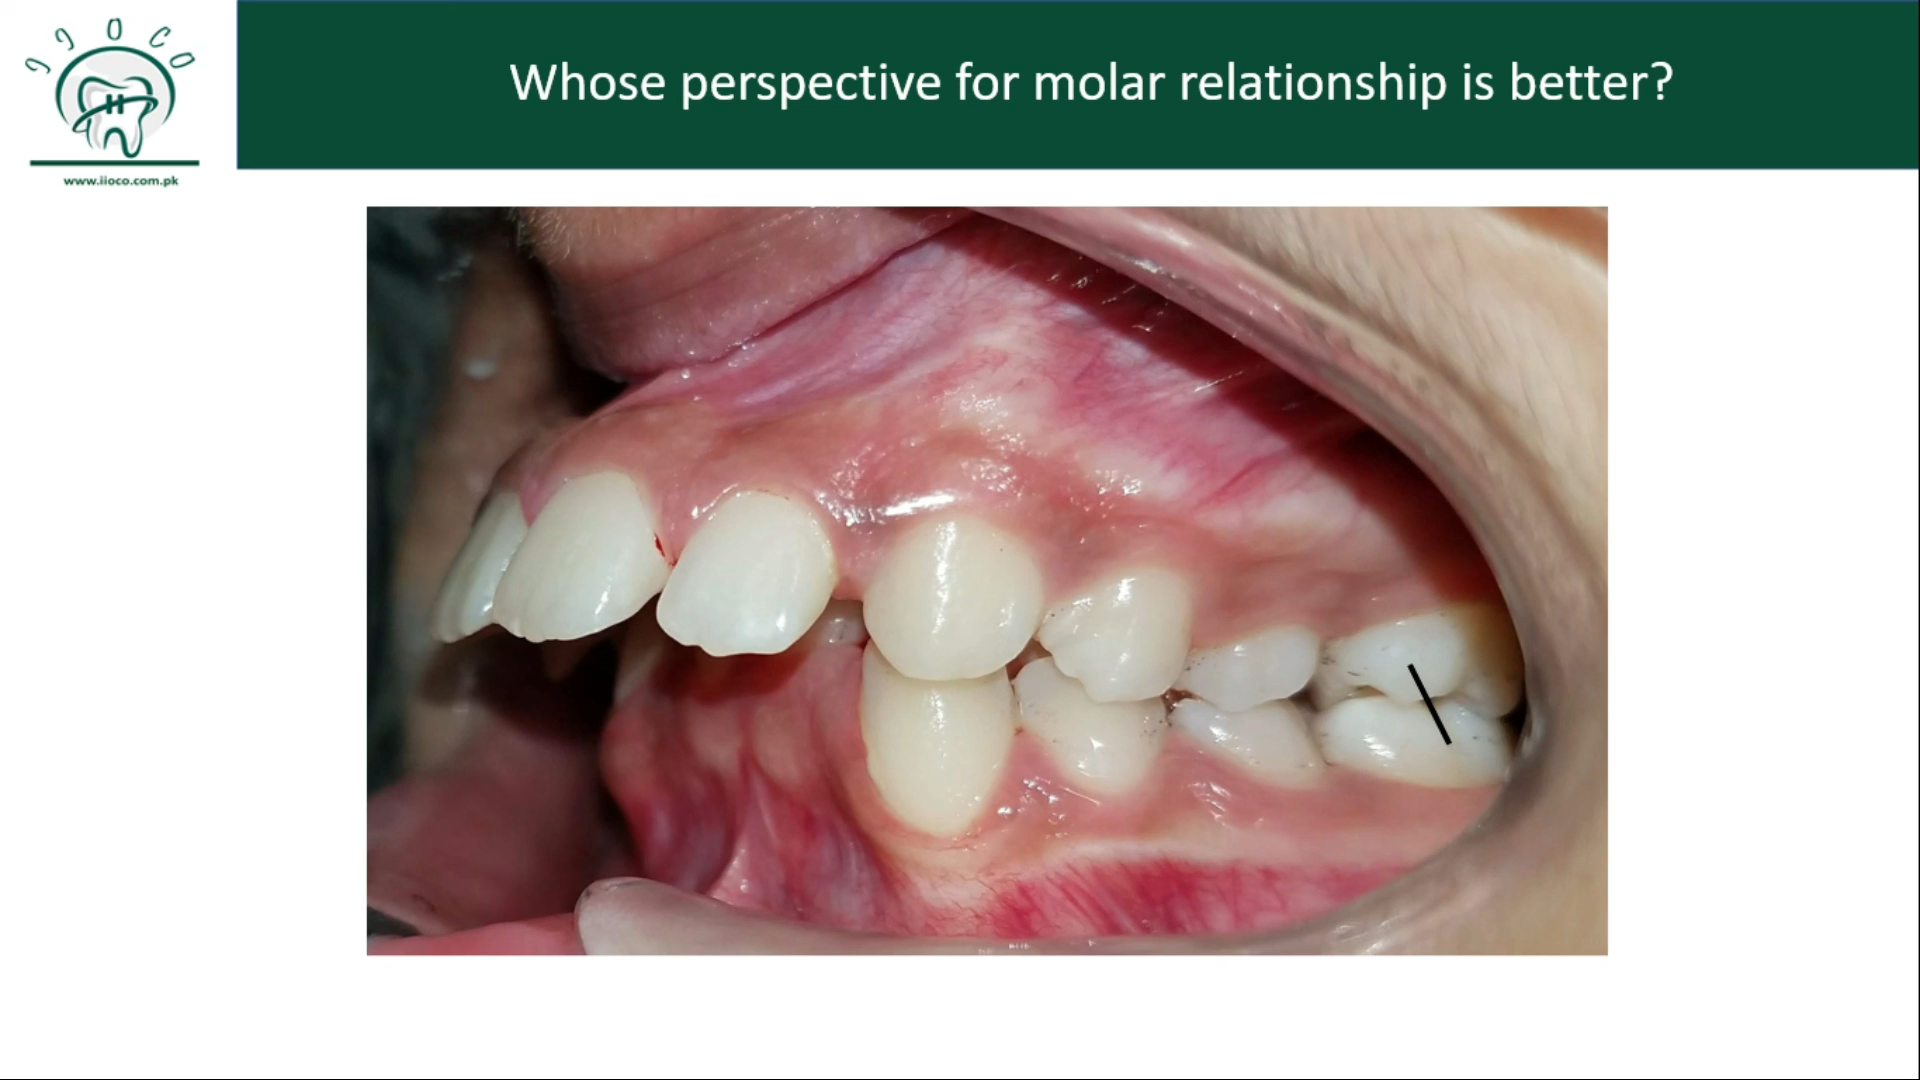 I I O C O
www.iioco.com.pk
Whose perspective for molar relationship is better?